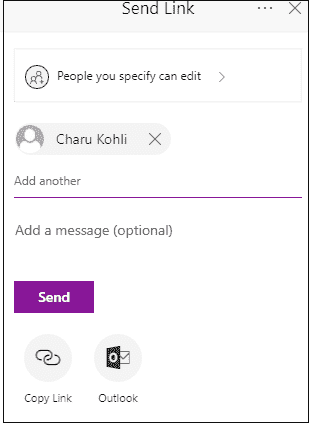 Send Link
People you specify can edit
Charu Kohli
Add another
Add a message (optional)
Send
Copy Link
Outlook